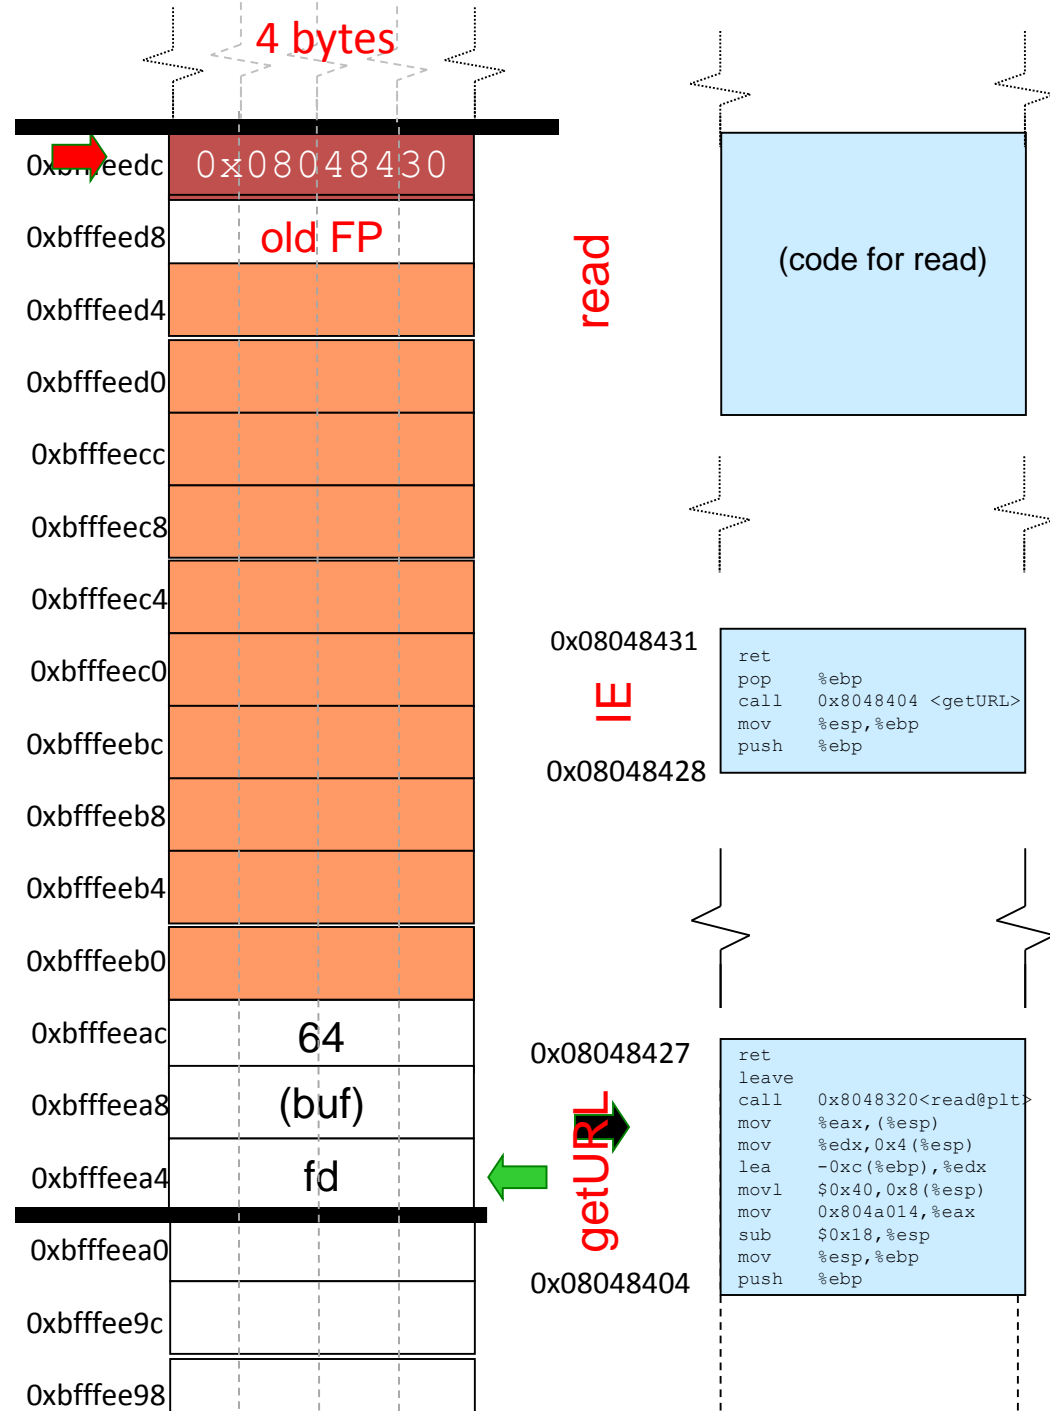 4 bytes
0xbfffeedc
0x08048430
0xbfffeed8
old FP
0xbfffeed4
0xbfffeed0
0xbfffeecc
0xbfffeec8
0xbfffeec4
0xbfffeec0
0xbfffeebc
0xbfffeeb8
0xbfffeeb4
0xbfffeeb0
0xbfffeeac
64
0xbfffeea8
(buf)
0xbfffeea4
fd
0xbfffeea0
0xbfffee9c
0xbfffee98
read
(code for read)
0x08048431
IE
0x08048428
ret
pop %ebp
call 0x8048404 <getURL>
mov %esp,%ebp
push %ebp
0x08048427
getURL
0x08048404
ret
leave
call 0x8048320<read@plt>
mov %eax,(%esp)
mov %edx,0x4(%esp)
lea -0xc(%ebp),%edx
movl $0x40,0x8(%esp)
mov 0x804a014,%eax
sub $0x18,%esp
mov %esp,%ebp
push %ebp